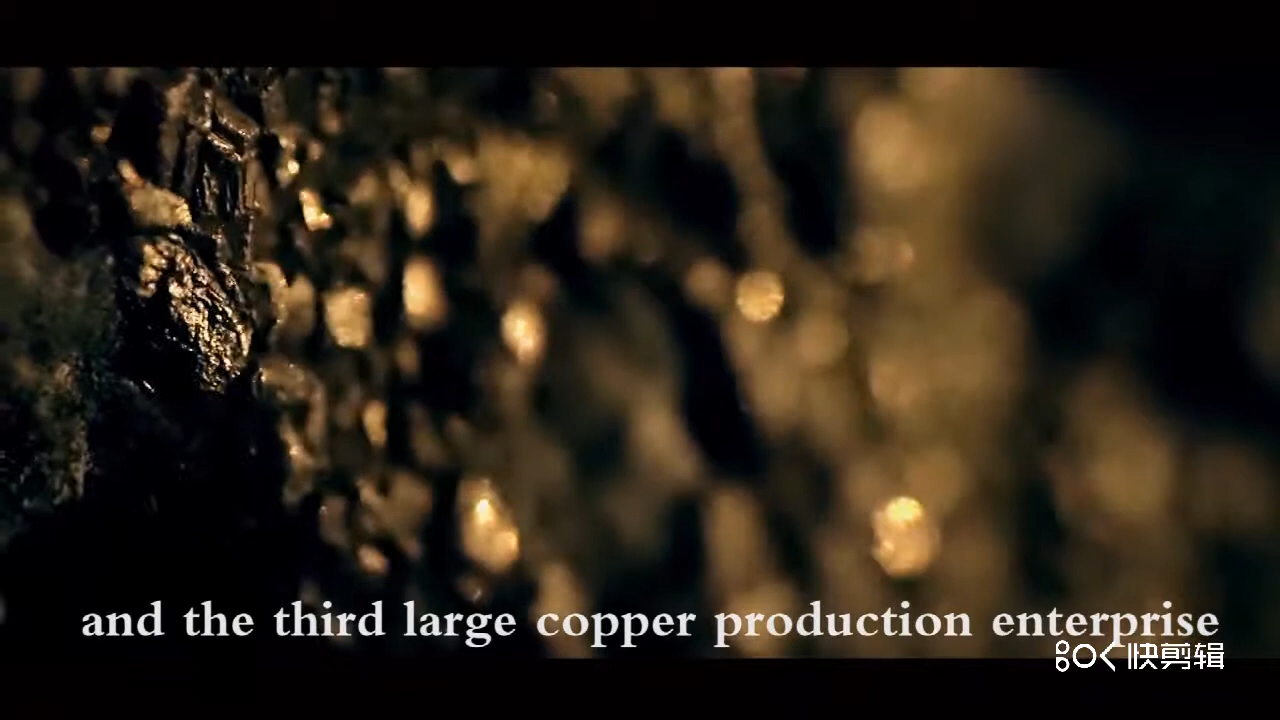 and the third large copper production enterprise
快剪辑